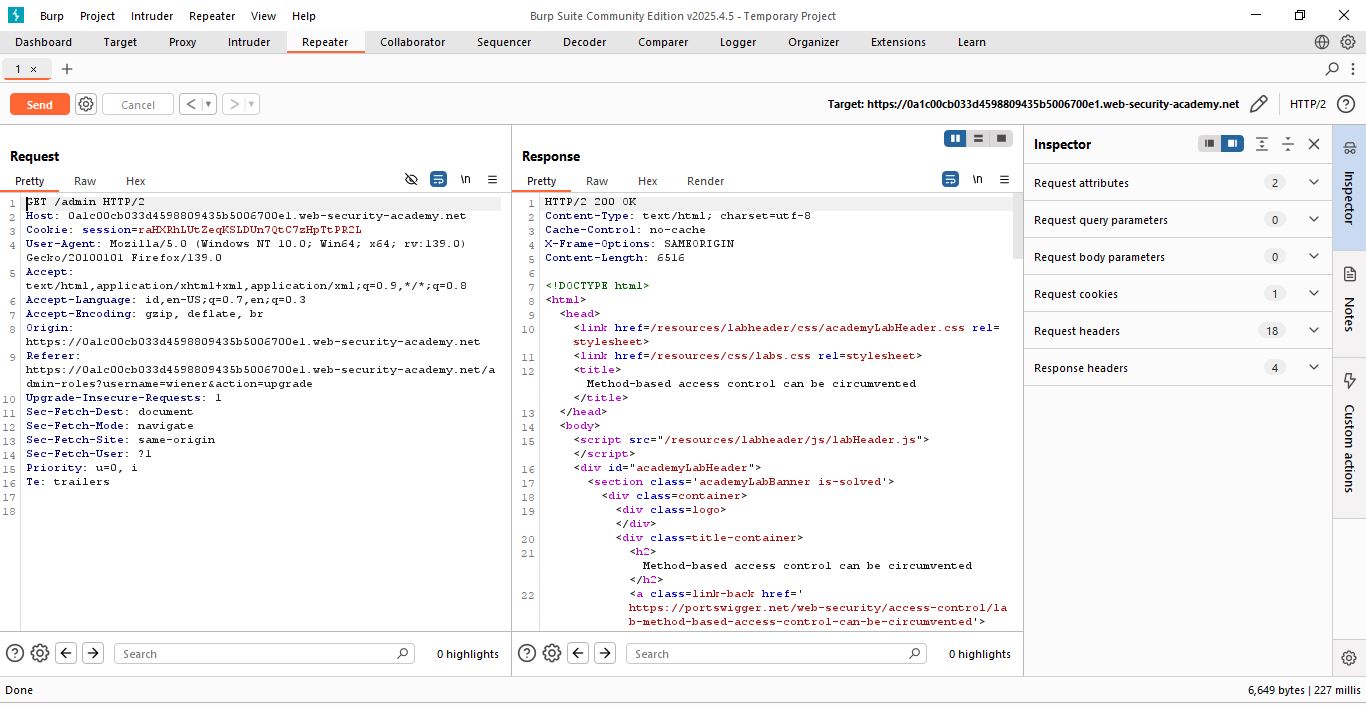 Burp Project Intruder Repeater View Help
Burp Suite Community Edition v2025.4.5 - Temporary Project
Dashboard Target Proxy Intruder Repeater Collaborator Sequencer Decoder Comparer Logger Organizer Extensions Learn
1 × +
Send Cancel < >
Target: https://0a1c00cb033d4598809435b5006700e1.web-security-academy.net HTTP/2
Request
Pretty Raw Hex \n
1 GET /admin HTTP/2
2 Host: 0a1c00cb033d4598809435b5006700e1.web-security-academy.net
3 Cookie: session=raHXRhLUtZeqKSLDUn7QtC7zHpTtPR2L
4 User-Agent: Mozilla/5.0 (Windows NT 10.0; Win64; x64; rv:139.0)
Gecko/20100101 Firefox/139.0
5 Accept:
text/html,application/xhtml+xml,application/xml;q=0.9,*/*;q=0.8
6 Accept-Language: id,en-US;q=0.7,en;q=0.3
7 Accept-Encoding: gzip, deflate, br
8 Origin:
https://0a1c00cb033d4598809435b5006700e1.web-security-academy.net
9 Referer:
https://0a1c00cb033d4598809435b5006700e1.web-security-academy.net/a
dmin-roles?username=wiener&action=upgrade
10 Upgrade-Insecure-Requests: 1
11 Sec-Fetch-Dest: document
12 Sec-Fetch-Mode: navigate
13 Sec-Fetch-Site: same-origin
14 Sec-Fetch-User: ?1
15 Priority: u=0, i
16 Te: trailers
17
18
Search 0 highlights
Response
Pretty Raw Hex Render \n
1 HTTP/2 200 OK
2 Content-Type: text/html; charset=utf-8
3 Cache-Control: no-cache
4 X-Frame-Options: SAMEORIGIN
5 Content-Length: 6516
6
7 <!DOCTYPE html>
8 <html>
9 <head>
10 <link href=/resources/labheader/css/academyLabHeader.css rel=
stylesheet>
11 <link href=/resources/css/labs.css rel=stylesheet>
12 <title>
Method-based access control can be circumvented
</title>
13 </head>
14 <body>
15 <script src="/resources/labheader/js/labHeader.js">
</script>
16 <div id="academyLabHeader">
17 <section class='academyLabBanner is-solved'>
18 <div class=container>
19 <div class=logo>
</div>
20 <div class=title-container>
21 <h2>
Method-based access control can be circumvented
</h2>
22 <a class=link-back href='
https://portswigger.net/web-security/access-control/la
b-method-based-access-control-can-be-circumvented'>
Search 0 highlights
Inspector
Request attributes 2
Request query parameters 0
Request body parameters 0
Request cookies 1
Request headers 18
Response headers 4
Inspector
Notes
Custom actions
Done
6,649 bytes | 227 millis